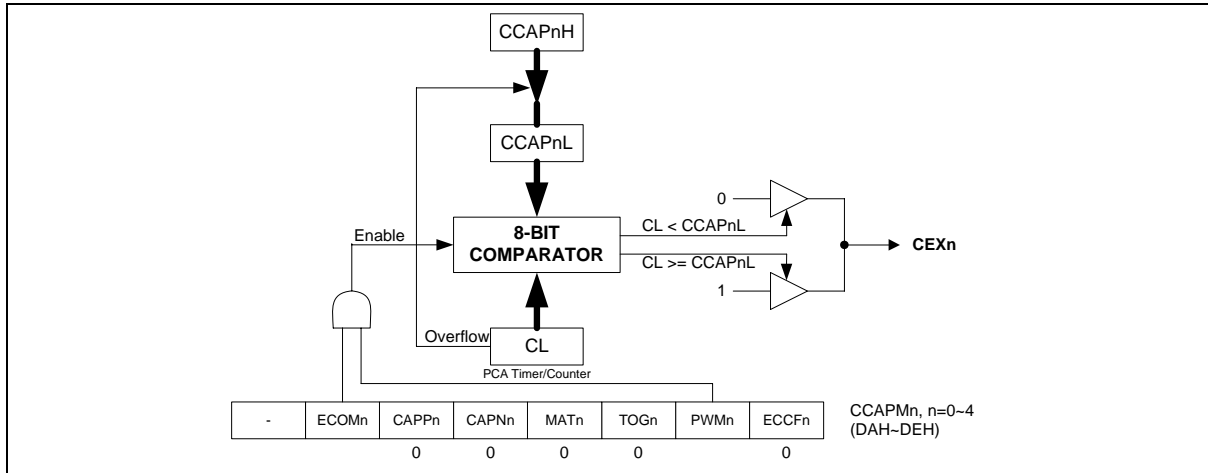 CCAPnH
CCAPnL
0
CL < CCAPnL
8-BIT
COMPARATOR
Enable
CEXn
CL >= CCAPnL
1
Overflow
CL
PCA Timer/Counter
- ECOMn CAPPn CAPNn MATn TOGn PWMn ECCFn
CCAPMn, n=0~4
(DAH~DEH)
0 0 0 0 0